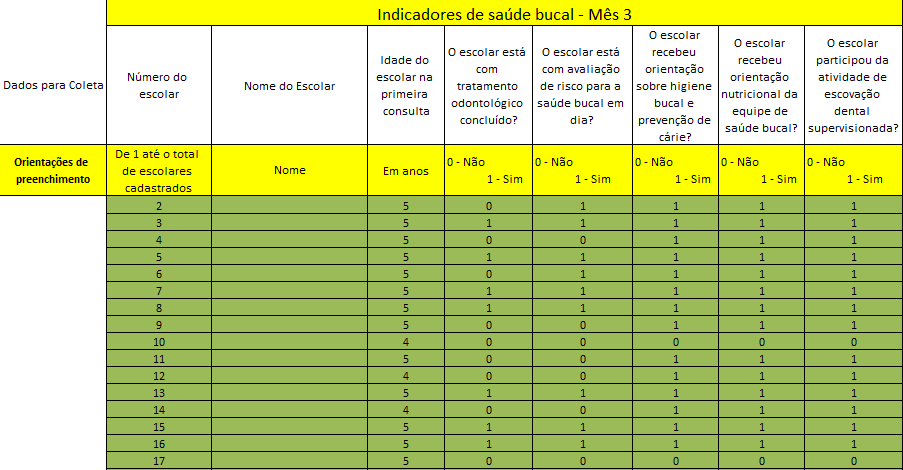 Indicadores de saúde bucal - Mês 3
Dados para Coleta
Número do
escolar
Nome do Escolar
Idade do
escolar na
primeira
consulta
O escolar está
com
tratamento
odontológico
concluído?
O escolar está
com avaliação
de risco para a
saúde bucal em
dia?
O escolar
recebeu
orientação
sobre higiene
bucal e
prevenção de
cárie?
O escolar
recebeu
orientação
nutricional da
equipe de
saúde bucal?
O escolar
participou da
atividade de
escovação
dental
supervisionada?
Orientações de
preenchimento
De 1 até o total
de escolares
cadastrados
Nome
Em anos
0 - Não
1 - Sim
0 - Não
1 - Sim
0 - Não
1 - Sim
0 - Não
1 - Sim
0 - Não
1 - Sim
2 5 0 1 1 1 1
3 5 1 1 1 1 1
4 5 0 0 1 1 1
5 5 1 1 1 1 1
6 5 0 1 1 1 1
7 5 1 1 1 1 1
8 5 1 1 1 1 1
9 5 0 0 1 1 1
10 4 0 0 0 0 0
11 5 0 0 1 1 1
12 4 0 0 1 1 1
13 5 1 1 1 1 1
14 4 0 0 1 1 1
15 5 1 1 1 1 1
16 5 1 1 1 1 1
17 5 0 0 0 0 0